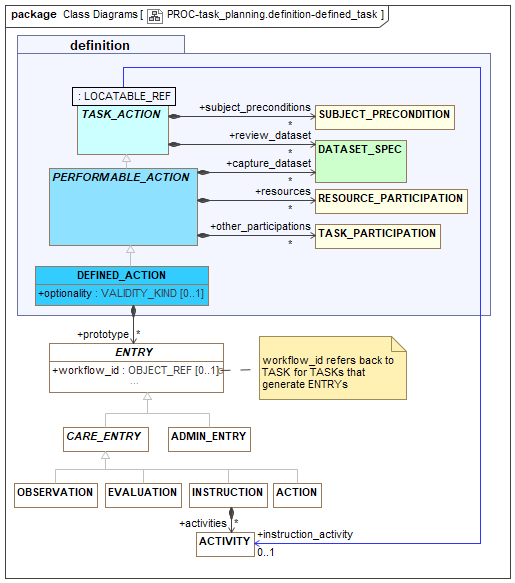 package Class Diagrams [ PROC-task_planning.definition-defined_task ]
definition
: LOCATABLE_REF
TASK_ACTION
+subject_preconditions
*
SUBJECT_PRECONDITION
+review_dataset
*
DATASET_SPEC
PERFORMABLE_ACTION
+capture_dataset
*
+resources
*
RESOURCE_PARTICIPATION
+other_participations
*
TASK_PARTICIPATION
DEFINED_ACTION
+optionality : VALIDITY_KIND [0..1]
+prototype *
ENTRY
+workflow_id : OBJECT_REF [0..1]
...
workflow_id refers back to
TASK for TASKs that
generate ENTRYs
CARE_ENTRY
ADMIN_ENTRY
OBSERVATION
EVALUATION
INSTRUCTION
ACTION
+activities *
ACTIVITY
+instruction_activity
0..1